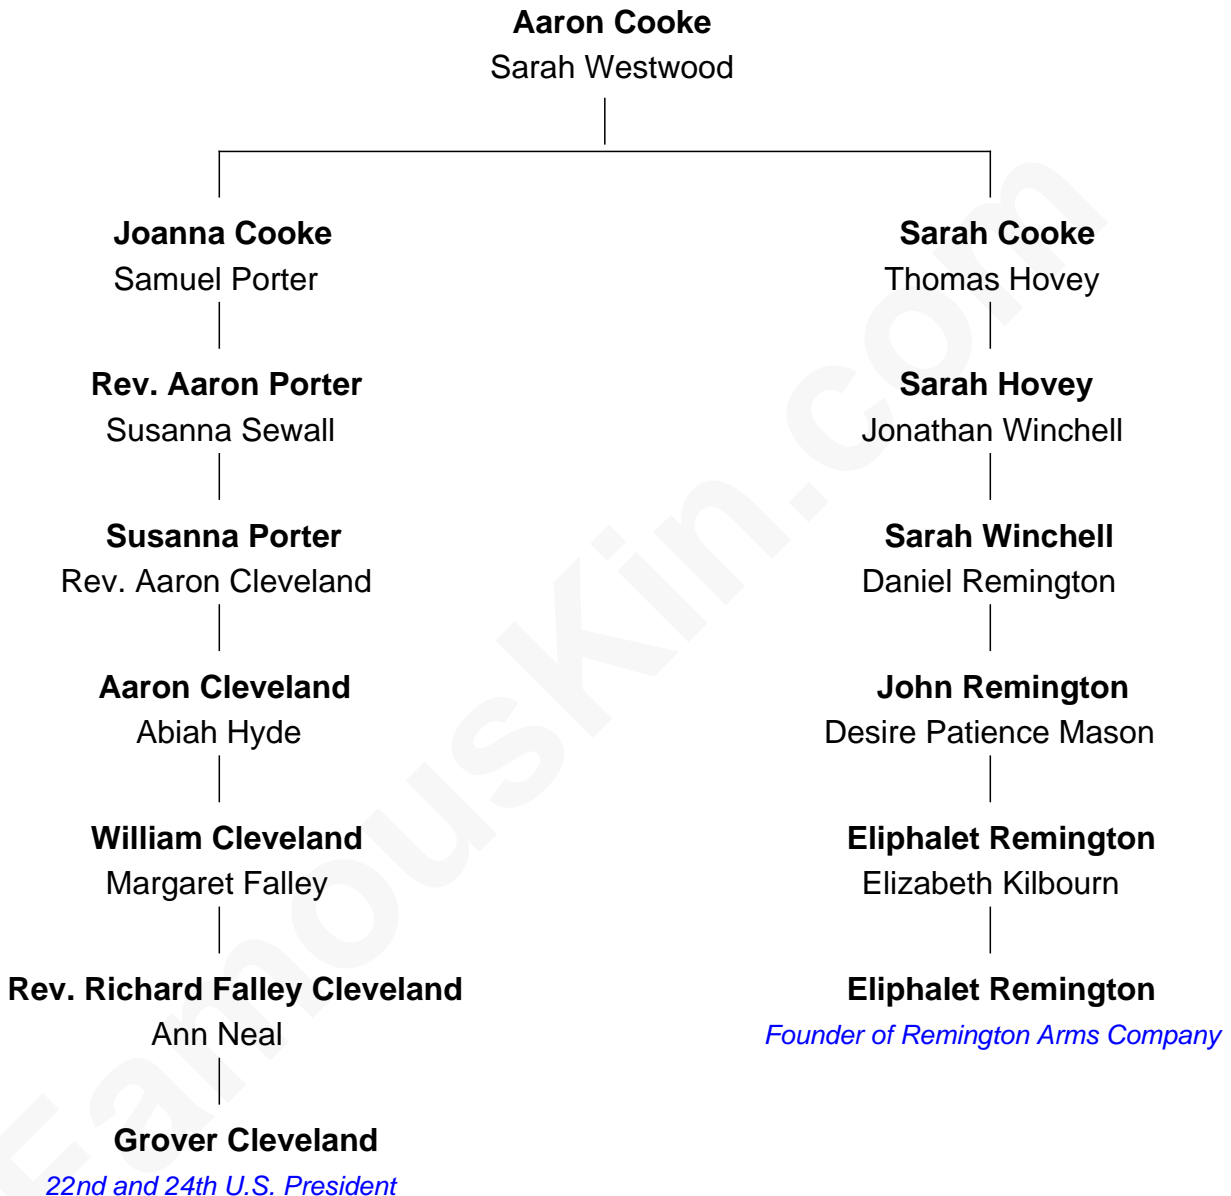 Aaron Cooke
Sarah Westwood
Joanna Cooke
Samuel Porter
Sarah Cooke
Thomas Hovey
Rev. Aaron Porter
Susanna Sewall
Sarah Hovey
Jonathan Winchell
Susanna Porter
Rev. Aaron Cleveland
Sarah Winchell
Daniel Remington
Aaron Cleveland
Abiah Hyde
John Remington
Desire Patience Mason
William Cleveland
Margaret Falley
Eliphalet Remington
Elizabeth Kilbourn
Rev. Richard Falley Cleveland
Ann Neal
Eliphalet Remington
Founder of Remington Arms Company
Grover Cleveland
22nd and 24th U.S. President
FamousKin.com